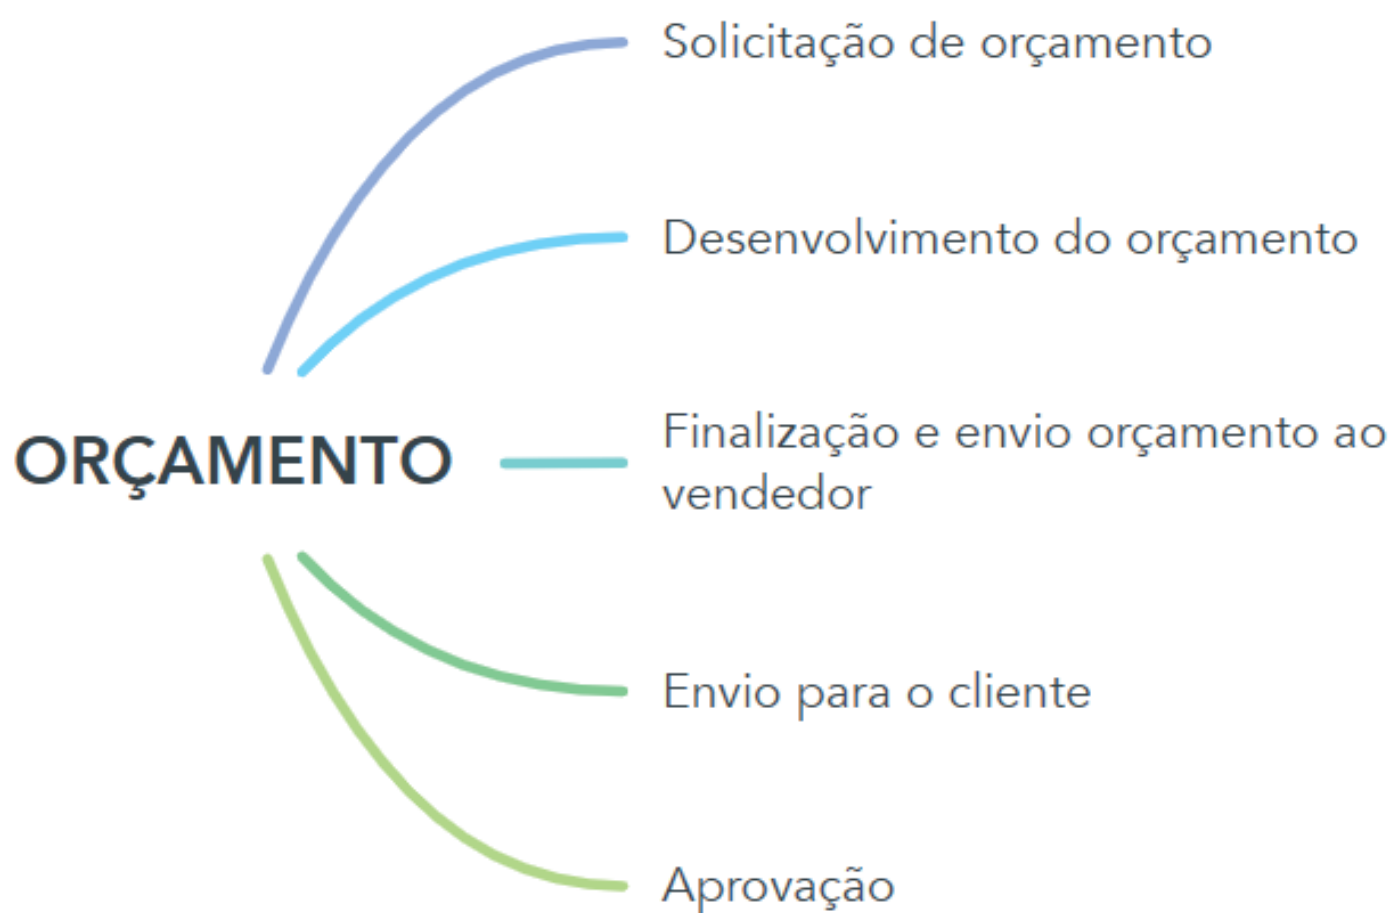 Solicitação de orçamento
Desenvolvimento do orçamento
ORÇAMENTO
Finalização e envio orçamento ao
vendedor
Envio para o cliente
Aprovação